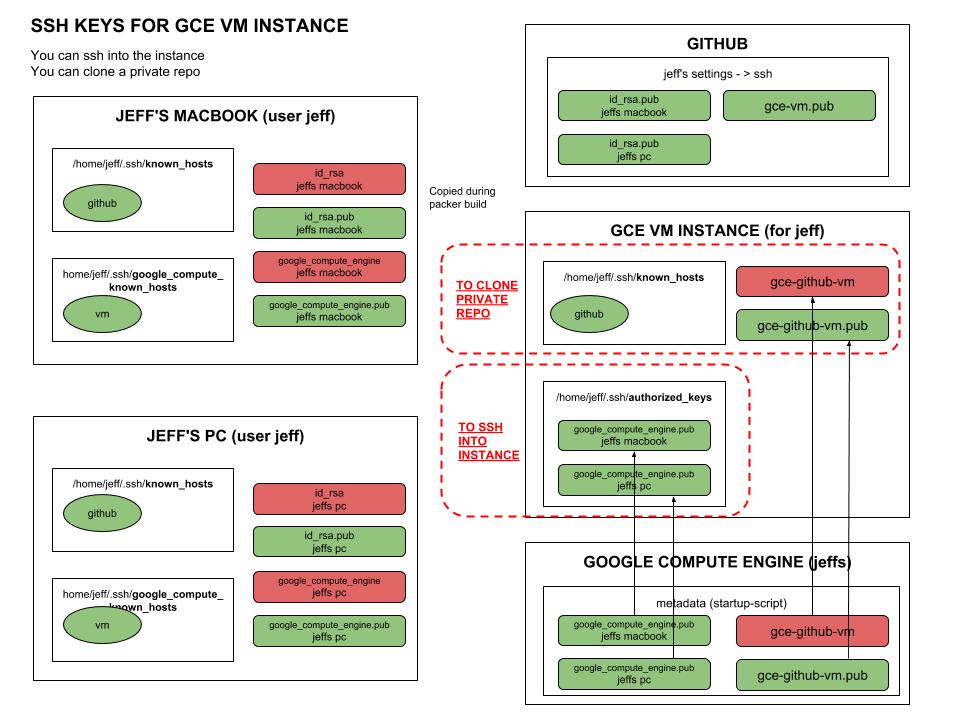 SSH KEYS FOR GCE VM INSTANCE
You can ssh into the instance
You can clone a private repo
JEFF'S MACBOOK (user jeff)
/home/jeff/.ssh/known_hosts
github
home/jeff/.ssh/google_compute_
known_hosts
vm
id_rsa
jeffs macbook
id_rsa.pub
jeffs macbook
google_compute_engine
jeffs macbook
google_compute_engine.pub
jeffs macbook
JEFF'S PC (user jeff)
/home/jeff/.ssh/known_hosts
github
home/jeff/.ssh/google_compute_
known_hosts
vm
id_rsa
jeffs pc
id_rsa.pub
jeffs pc
google_compute_engine
jeffs pc
google_compute_engine.pub
jeffs pc
Copied during
packer build
GITHUB
jeff's settings - > ssh
id_rsa.pub
jeffs macbook
gce-vm.pub
id_rsa.pub
jeffs pc
GCE VM INSTANCE (for jeff)
TO CLONE
PRIVATE
REPO
/home/jeff/.ssh/known_hosts
github
gce-github-vm
gce-github-vm.pub
TO SSH
INTO
INSTANCE
/home/jeff/.ssh/authorized_keys
google_compute_engine.pub
jeffs macbook
google_compute_engine.pub
jeffs pc
GOOGLE COMPUTE ENGINE (jeffs)
metadata (startup-script)
google_compute_engine.pub
jeffs macbook
gce-github-vm
google_compute_engine.pub
jeffs pc
gce-github-vm.pub